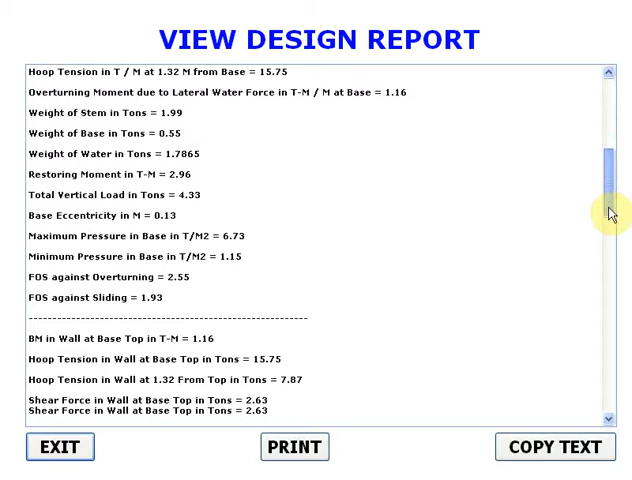 VIEW DESIGN REPORT
Hoop Tension in T / M at 1.32 M from Base = 15.75
Overturning Moment due to Lateral Water Force in T-M / M at Base = 1.16
Weight of Stem in Tons = 1.99
Weight of Base in Tons = 0.55
Weight of Water in Tons = 1.7865
Restoring Moment in T-M = 2.96
Total Vertical Load in Tons = 4.33
Base Eccentricity in M = 0.13
Maximum Pressure in Base in T/M2 = 6.73
Minimum Pressure in Base in T/M2 = 1.15
FOS against Overturning = 2.55
FOS against Sliding = 1.93
----------------------------------------------------------
BM in Wall at Base Top in T-M = 1.16
Hoop Tension in Wall at Base Top in Tons = 15.75
Hoop Tension in Wall at 1.32 From Top in Tons = 7.87
Shear Force in Wall at Base Top in Tons = 2.63
Shear Force in Wall at Base Top in Tons = 2.63
EXIT
PRINT
COPY TEXT